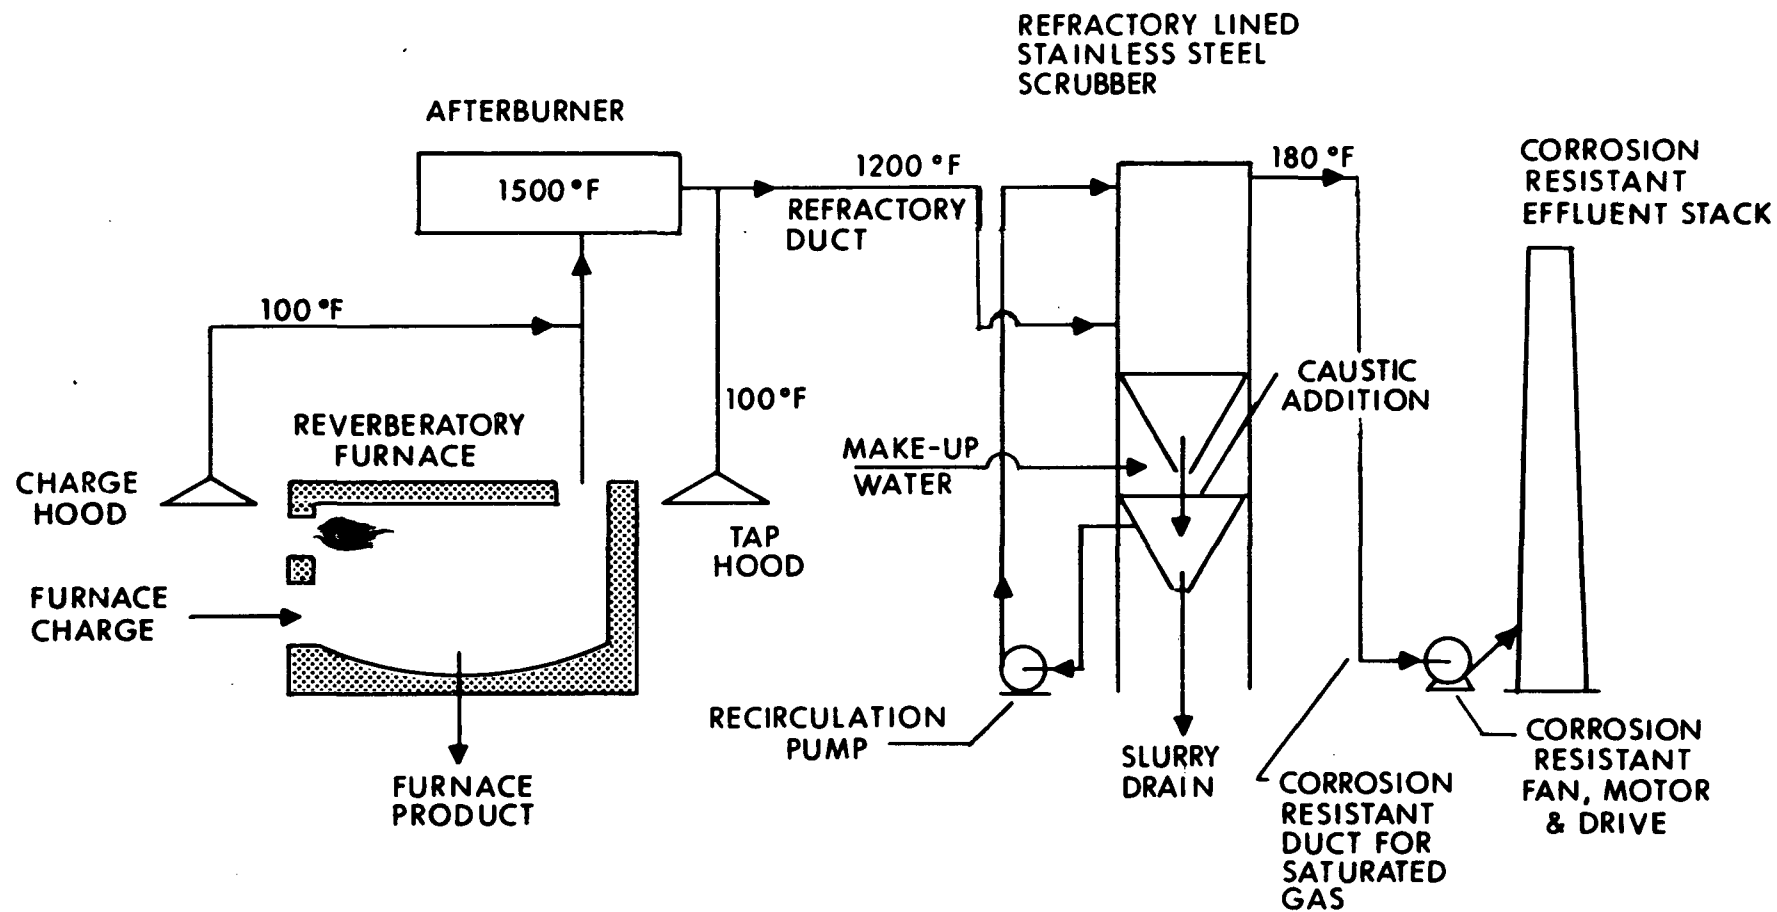 REFRACTORY LINED
STAINLESS STEEL
SCRUBBER
AFTERBURNER
1500°F
1200°F
REFRACTORY
DUCT
180°F
CORROSION
RESISTANT
EFFLUENT STACK
100°F
100°F
CAUSTIC
ADDITION
REVERBERATORY
FURNACE
MAKE-UP
WATER
CHARGE
HOOD
TAP
HOOD
FURNACE
CHARGE
RECIRCULATION
PUMP
SLURRY
DRAIN
FURNACE
PRODUCT
CORROSION
RESISTANT
DUCT FOR
SATURATED
GAS
CORROSION
RESISTANT
FAN, MOTOR
& DRIVE